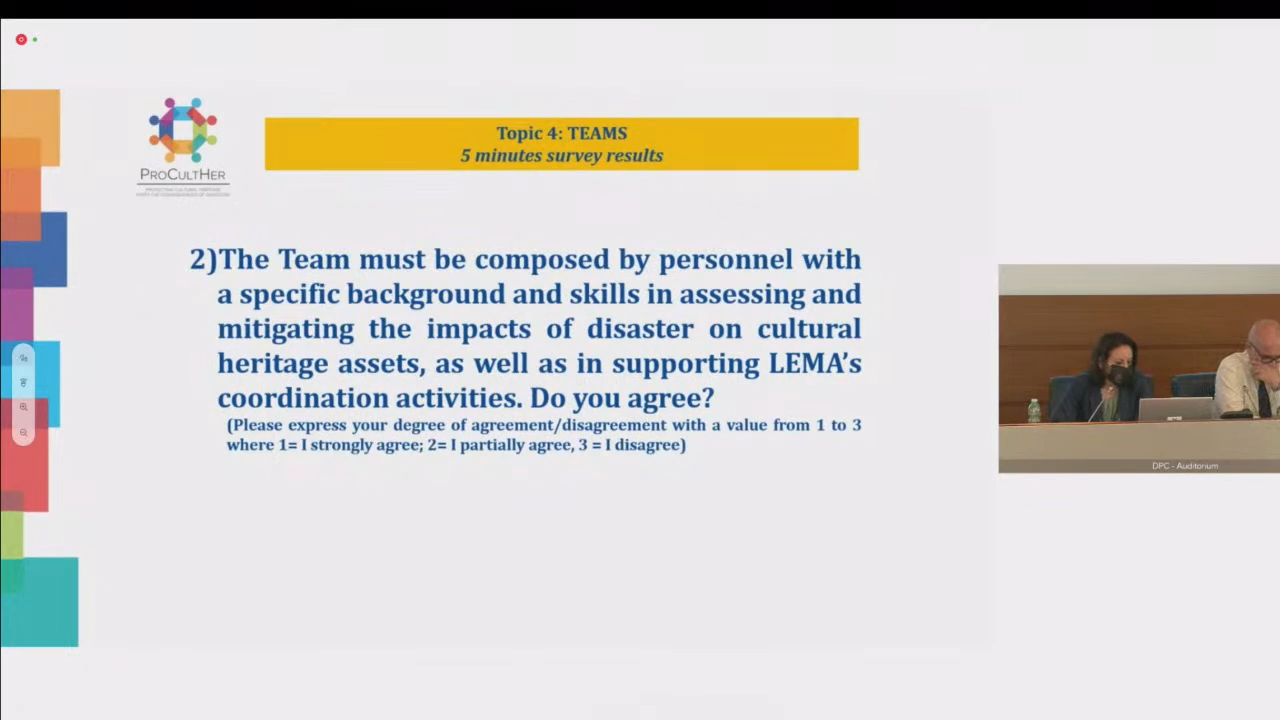 Topic 4: TEAMS
5 minutes survey results
PROCULTHER
2)The Team must be composed by personnel with
a specific background and skills in assessing and
mitigating the impacts of disaster on cultural
heritage assets, as well as in supporting LEMA’s
coordination activities. Do you agree?
(Please express your degree of agreement/disagreement with a value from 1 to 3
where 1= I strongly agree; 2= I partially agree, 3 = I disagree)
DPC - Auditorium